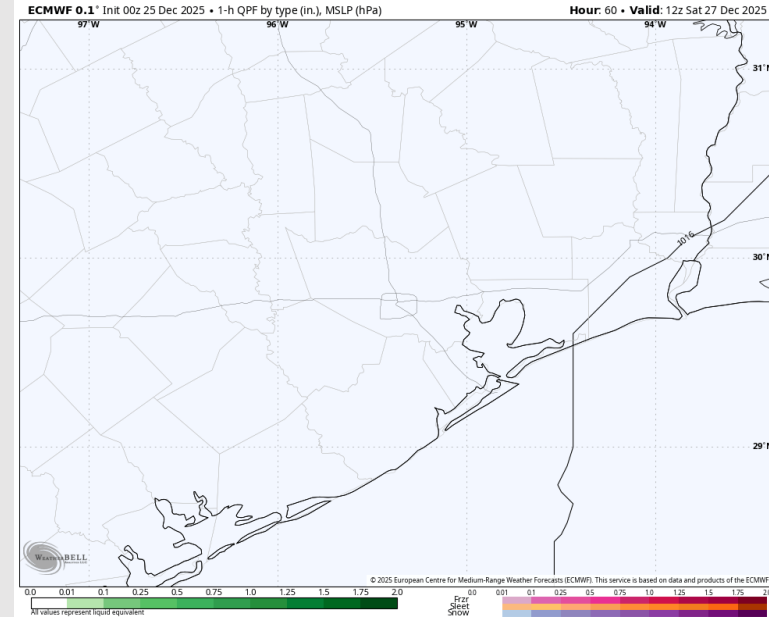 ECMWF 0.1° Init 00z 25 Dec 2025 • 1-h QPF by type (in.), MSLP (hPa)
Hour: 60 • Valid: 12z Sat 27 Dec 2025
97°W 96°W 95°W 94°W
31°N
1016
30°N
29°N
WEATHERBELL
© 2025 European Centre for Medium-Range Weather Forecasts (ECMWF). This service is based on data and products of the ECMWF
0.0 0.01 0.1 0.25 0.5 0.75 1.0 1.25 1.5 1.75 2.0
All values represent liquid equivalent
0.0 0.01 0.1 0.25 0.5 0.75 1.0 1.25 1.5 1.75 2.0
Frzr
Sleet
Snow